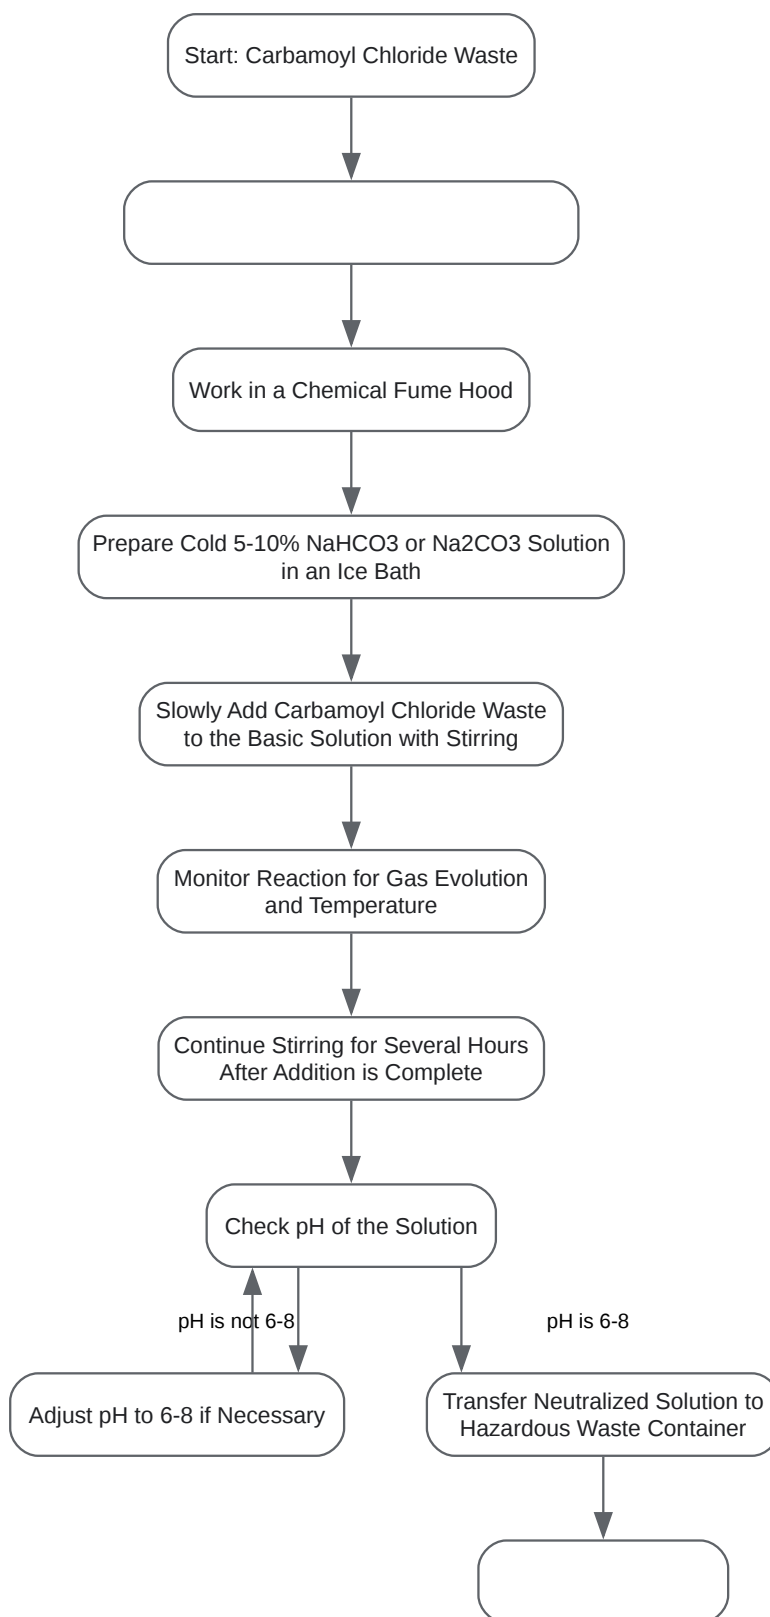 Start: Carbamoyl Chloride Waste
Work in a Chemical Fume Hood
Prepare Cold 5-10% NaHCO3 or Na2CO3 Solution
in an Ice Bath
Slowly Add Carbamoyl Chloride Waste
to the Basic Solution with Stirring
Monitor Reaction for Gas Evolution
and Temperature
Continue Stirring for Several Hours
After Addition is Complete
Check pH of the Solution
pH is not 6-8
pH is 6-8
Adjust pH to 6-8 if Necessary
Transfer Neutralized Solution to
Hazardous Waste Container